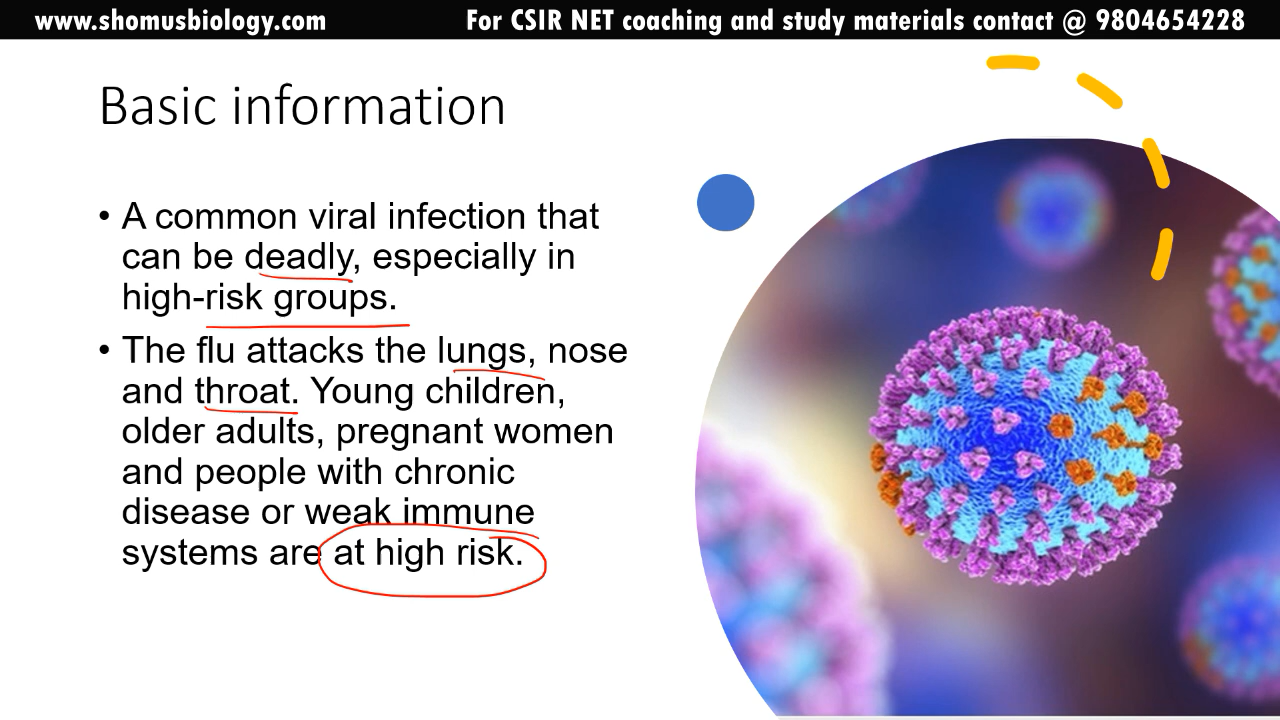 www.shomusbiology.com For CSIR NET coaching and study materials contact @ 9804654228
Basic information
• A common viral infection that
can be deadly, especially in
high-risk groups.
• The flu attacks the lungs, nose
and throat. Young children,
older adults, pregnant women
and people with chronic
disease or weak immune
systems are at high risk.